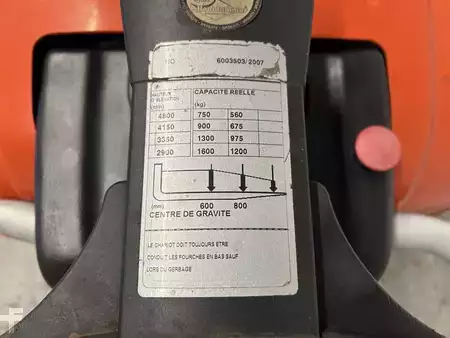 NO 6003503/2007
HAUTEUR CAPACITE REELLE
D'ELEVATION (kg)
(mm)
4800 750 560
4150 900 675
3350 1300 975
2900 1600 1200
(mm) 600 800
CENTRE DE GRAVITE
LE CHARIOT DOIT TOUJOURS ETRE
CONDUIT LES FOURCHES EN BAS SAUF
LORS DU GERBAGE